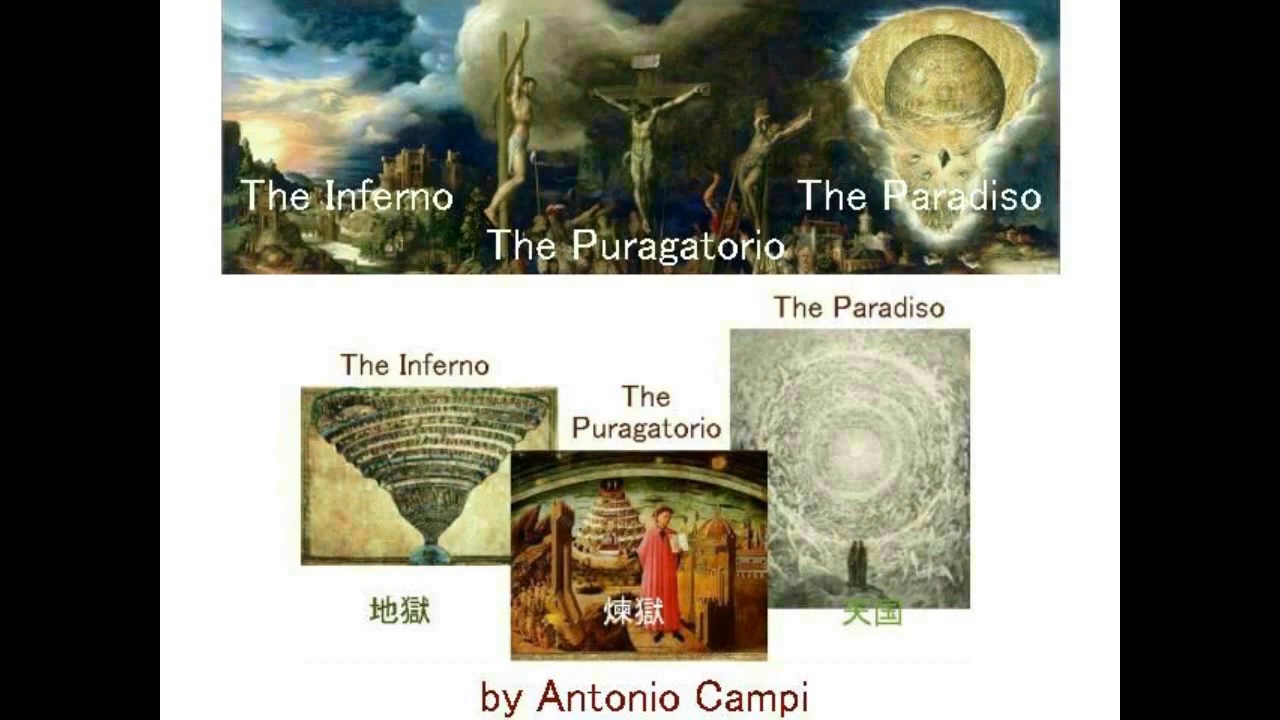 The Inferno
The Paradiso
The Puragatorio
The Paradiso
The Inferno
The
Puragatorio
地獄
煉獄
天国
by Antonio Campi